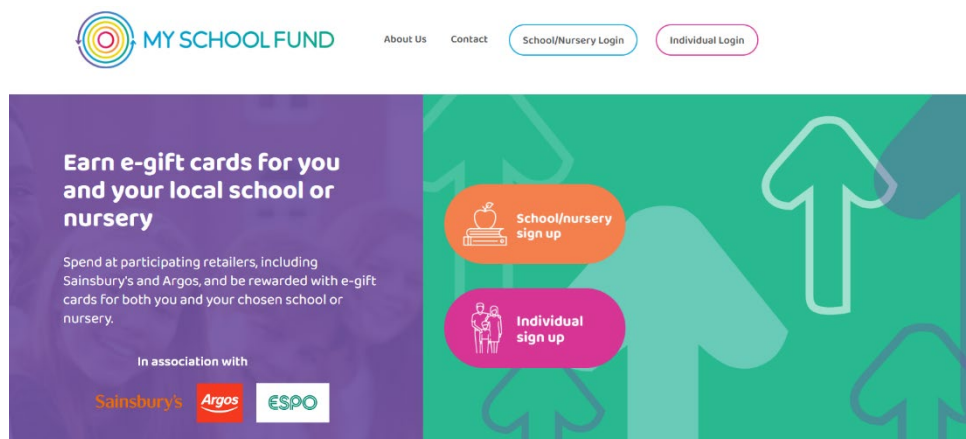 MY SCHOOL FUND
About Us
Contact
School/Nursery Login
Individual Login
Earn e-gift cards for you
and your local school or
nursery
Spend at participating retailers, including
Sainsbury's and Argos, and be rewarded with e-gift
cards for both you and your chosen school or
nursery.
In association with
Sainsbury's
Argos
ESPO
School/nursery
sign up
Individual
sign up